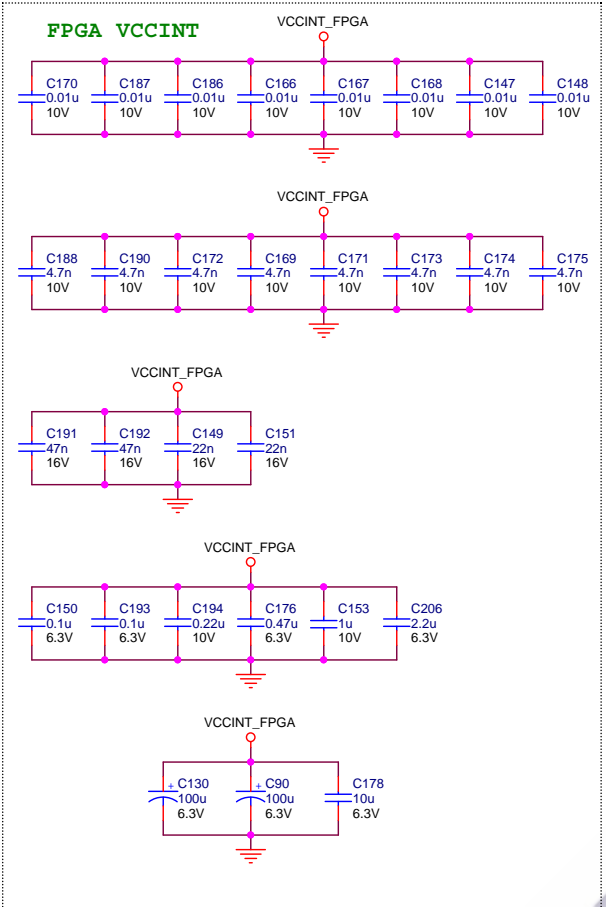 FPGA VCCINT
VCCINT_FPGA
C170 C187 C186 C166 C167 C168 C147 C148
0.01u 0.01u 0.01u 0.01u 0.01u 0.01u 0.01u 0.01u
10V 10V 10V 10V 10V 10V 10V 10V
VCCINT_FPGA
C188 C190 C172 C169 C171 C173 C174 C175
4.7n 4.7n 4.7n 4.7n 4.7n 4.7n 4.7n 4.7n
10V 10V 10V 10V 10V 10V 10V 10V
VCCINT_FPGA
C191 C192 C149 C151
47n 47n 22n 22n
16V 16V 16V 16V
VCCINT_FPGA
C150 C193 C194 C176 C153 C206
0.1u 0.1u 0.22u 0.47u 1u 2.2u
6.3V 6.3V 10V 6.3V 10V 6.3V
VCCINT_FPGA
+ C130 + C90 C178
100u 100u 10u
6.3V 6.3V 6.3V